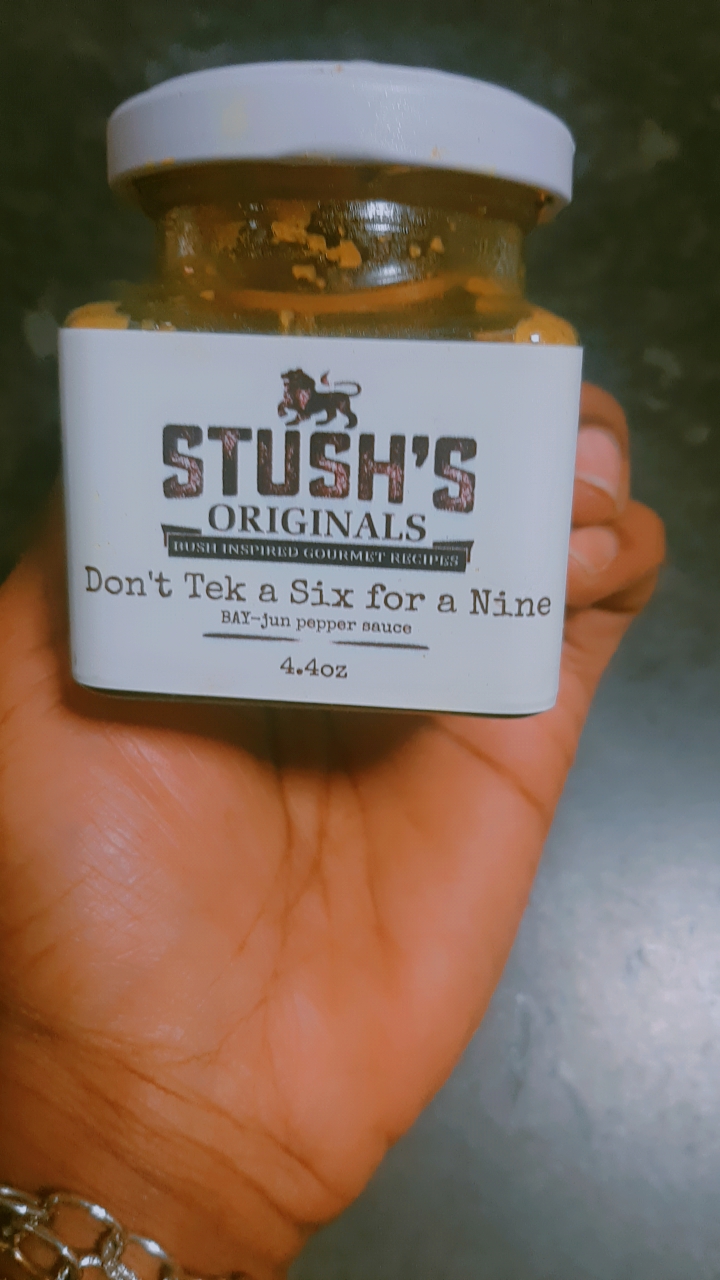 STUSH'S
ORIGINALS
BUSH INSPIRED GOURMET RECIPES
Don't Tek a Six for a Nine
BAY-jun pepper sauce
4.4oz